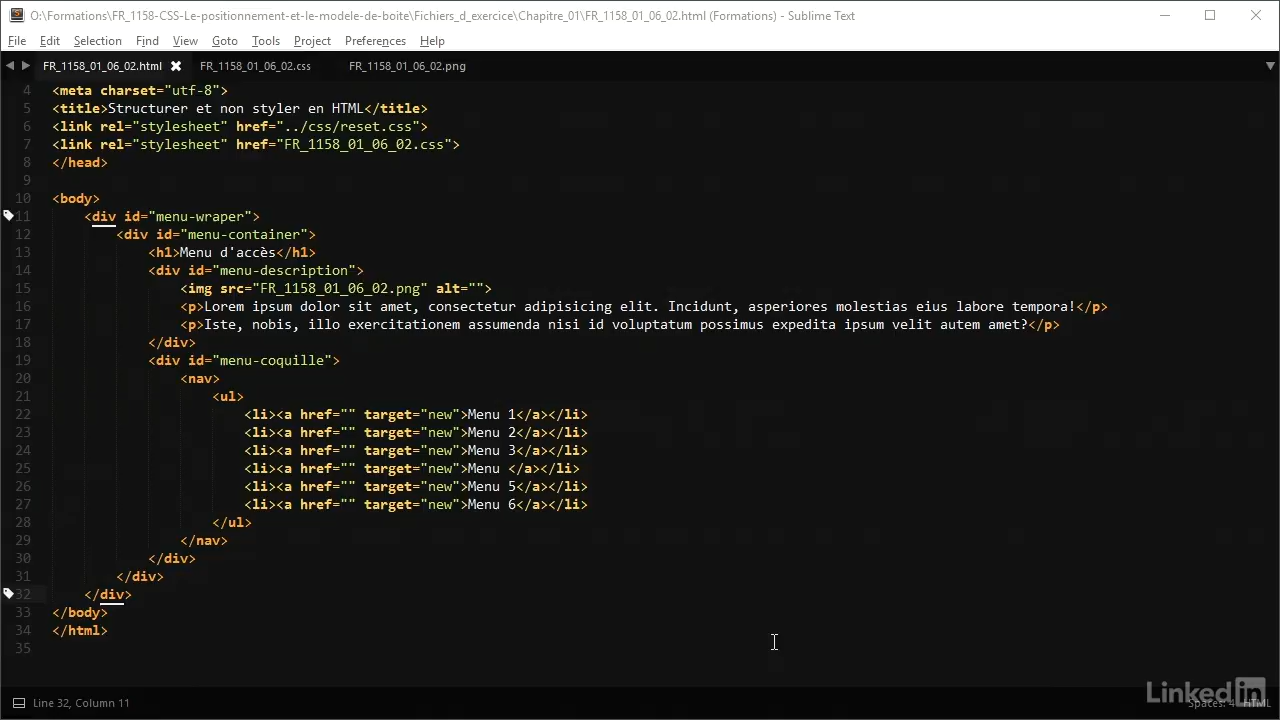 O:\Formations\FR_1158-CSS-Le-positionnement-et-le-modele-de-boite\Fichiers_d_exercice\Chapitre_01\FR_1158_01_06_02.html (Formations) - Sublime Text
File Edit Selection Find View Goto Tools Project Preferences Help
FR_1158_01_06_02.html FR_1158_01_06_02.css FR_1158_01_06_02.png
4 <meta charset="utf-8">
5 <title>Structurer et non styler en HTML</title>
6 <link rel="stylesheet" href="../css/reset.css">
7 <link rel="stylesheet" href="FR_1158_01_06_02.css">
8 </head>
9
10 <body>
11 <div id="menu-wraper">
12 <div id="menu-container">
13 <h1>Menu d'accès</h1>
14 <div id="menu-description">
15 <img src="FR_1158_01_06_02.png" alt="">
16 <p>Lorem ipsum dolor sit amet, consectetur adipisicing elit. Incidunt, asperiores molestias eius labore tempora!</p>
17 <p>Iste, nobis, illo exercitationem assumenda nisi id voluptatum possimus expedita ipsum velit autem amet?</p>
18 </div>
19 <div id="menu-coquille">
20 <nav>
21 <ul>
22 <li><a href="" target="new">Menu 1</a></li>
23 <li><a href="" target="new">Menu 2</a></li>
24 <li><a href="" target="new">Menu 3</a></li>
25 <li><a href="" target="new">Menu </a></li>
26 <li><a href="" target="new">Menu 5</a></li>
27 <li><a href="" target="new">Menu 6</a></li>
28 </ul>
29 </nav>
30 </div>
31 </div>
32 </div>
33 </body>
34 </html>
35
Linked in
Line 32, Column 11 Spaces: 4 HTML